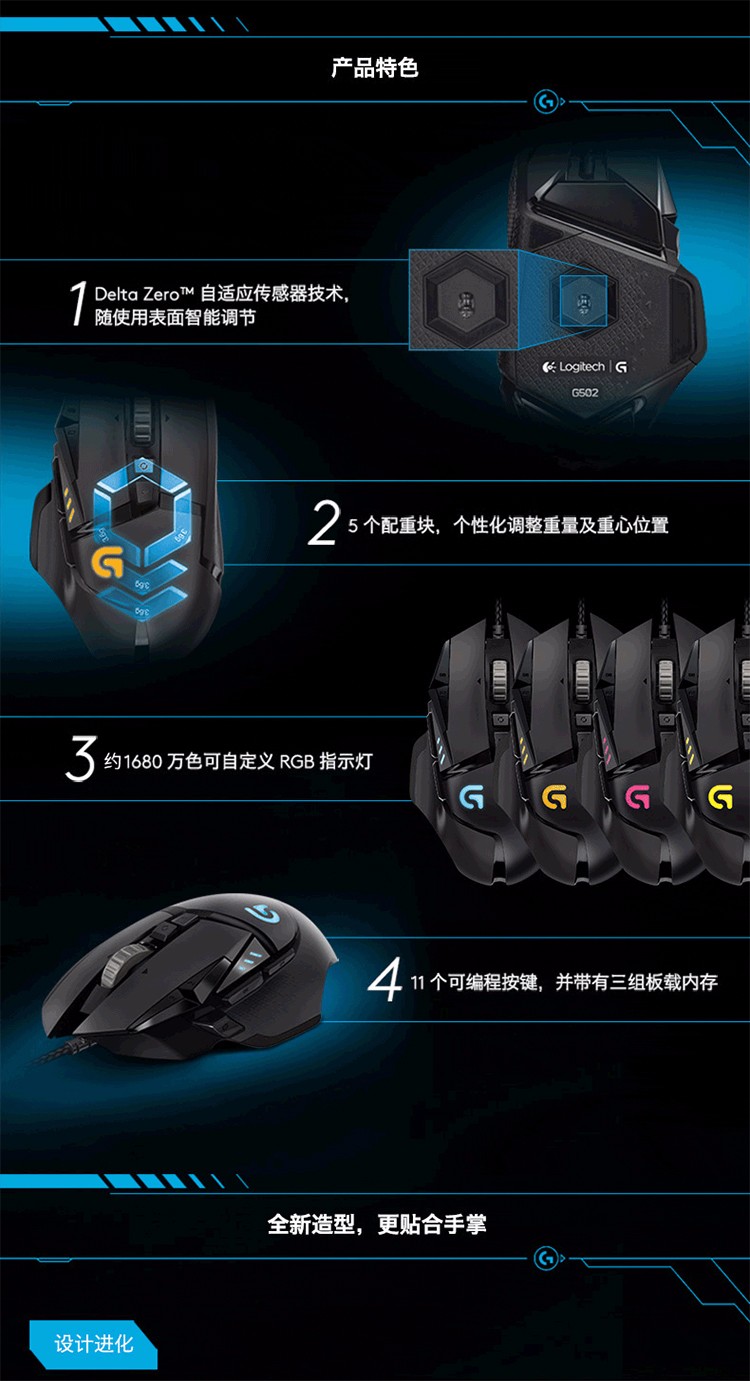 产品特色
1 Delta Zero™ 自适应传感器技术，
随使用表面智能调节
Logitech | G
G502
2 5 个配重块，个性化调整重量及重心位置
3.6g
3.6g
3.6g
3.6g
3 约1680 万色可自定义 RGB 指示灯
4 11 个可编程按键，并带有三组板载内存
全新造型，更贴合手掌
设计进化